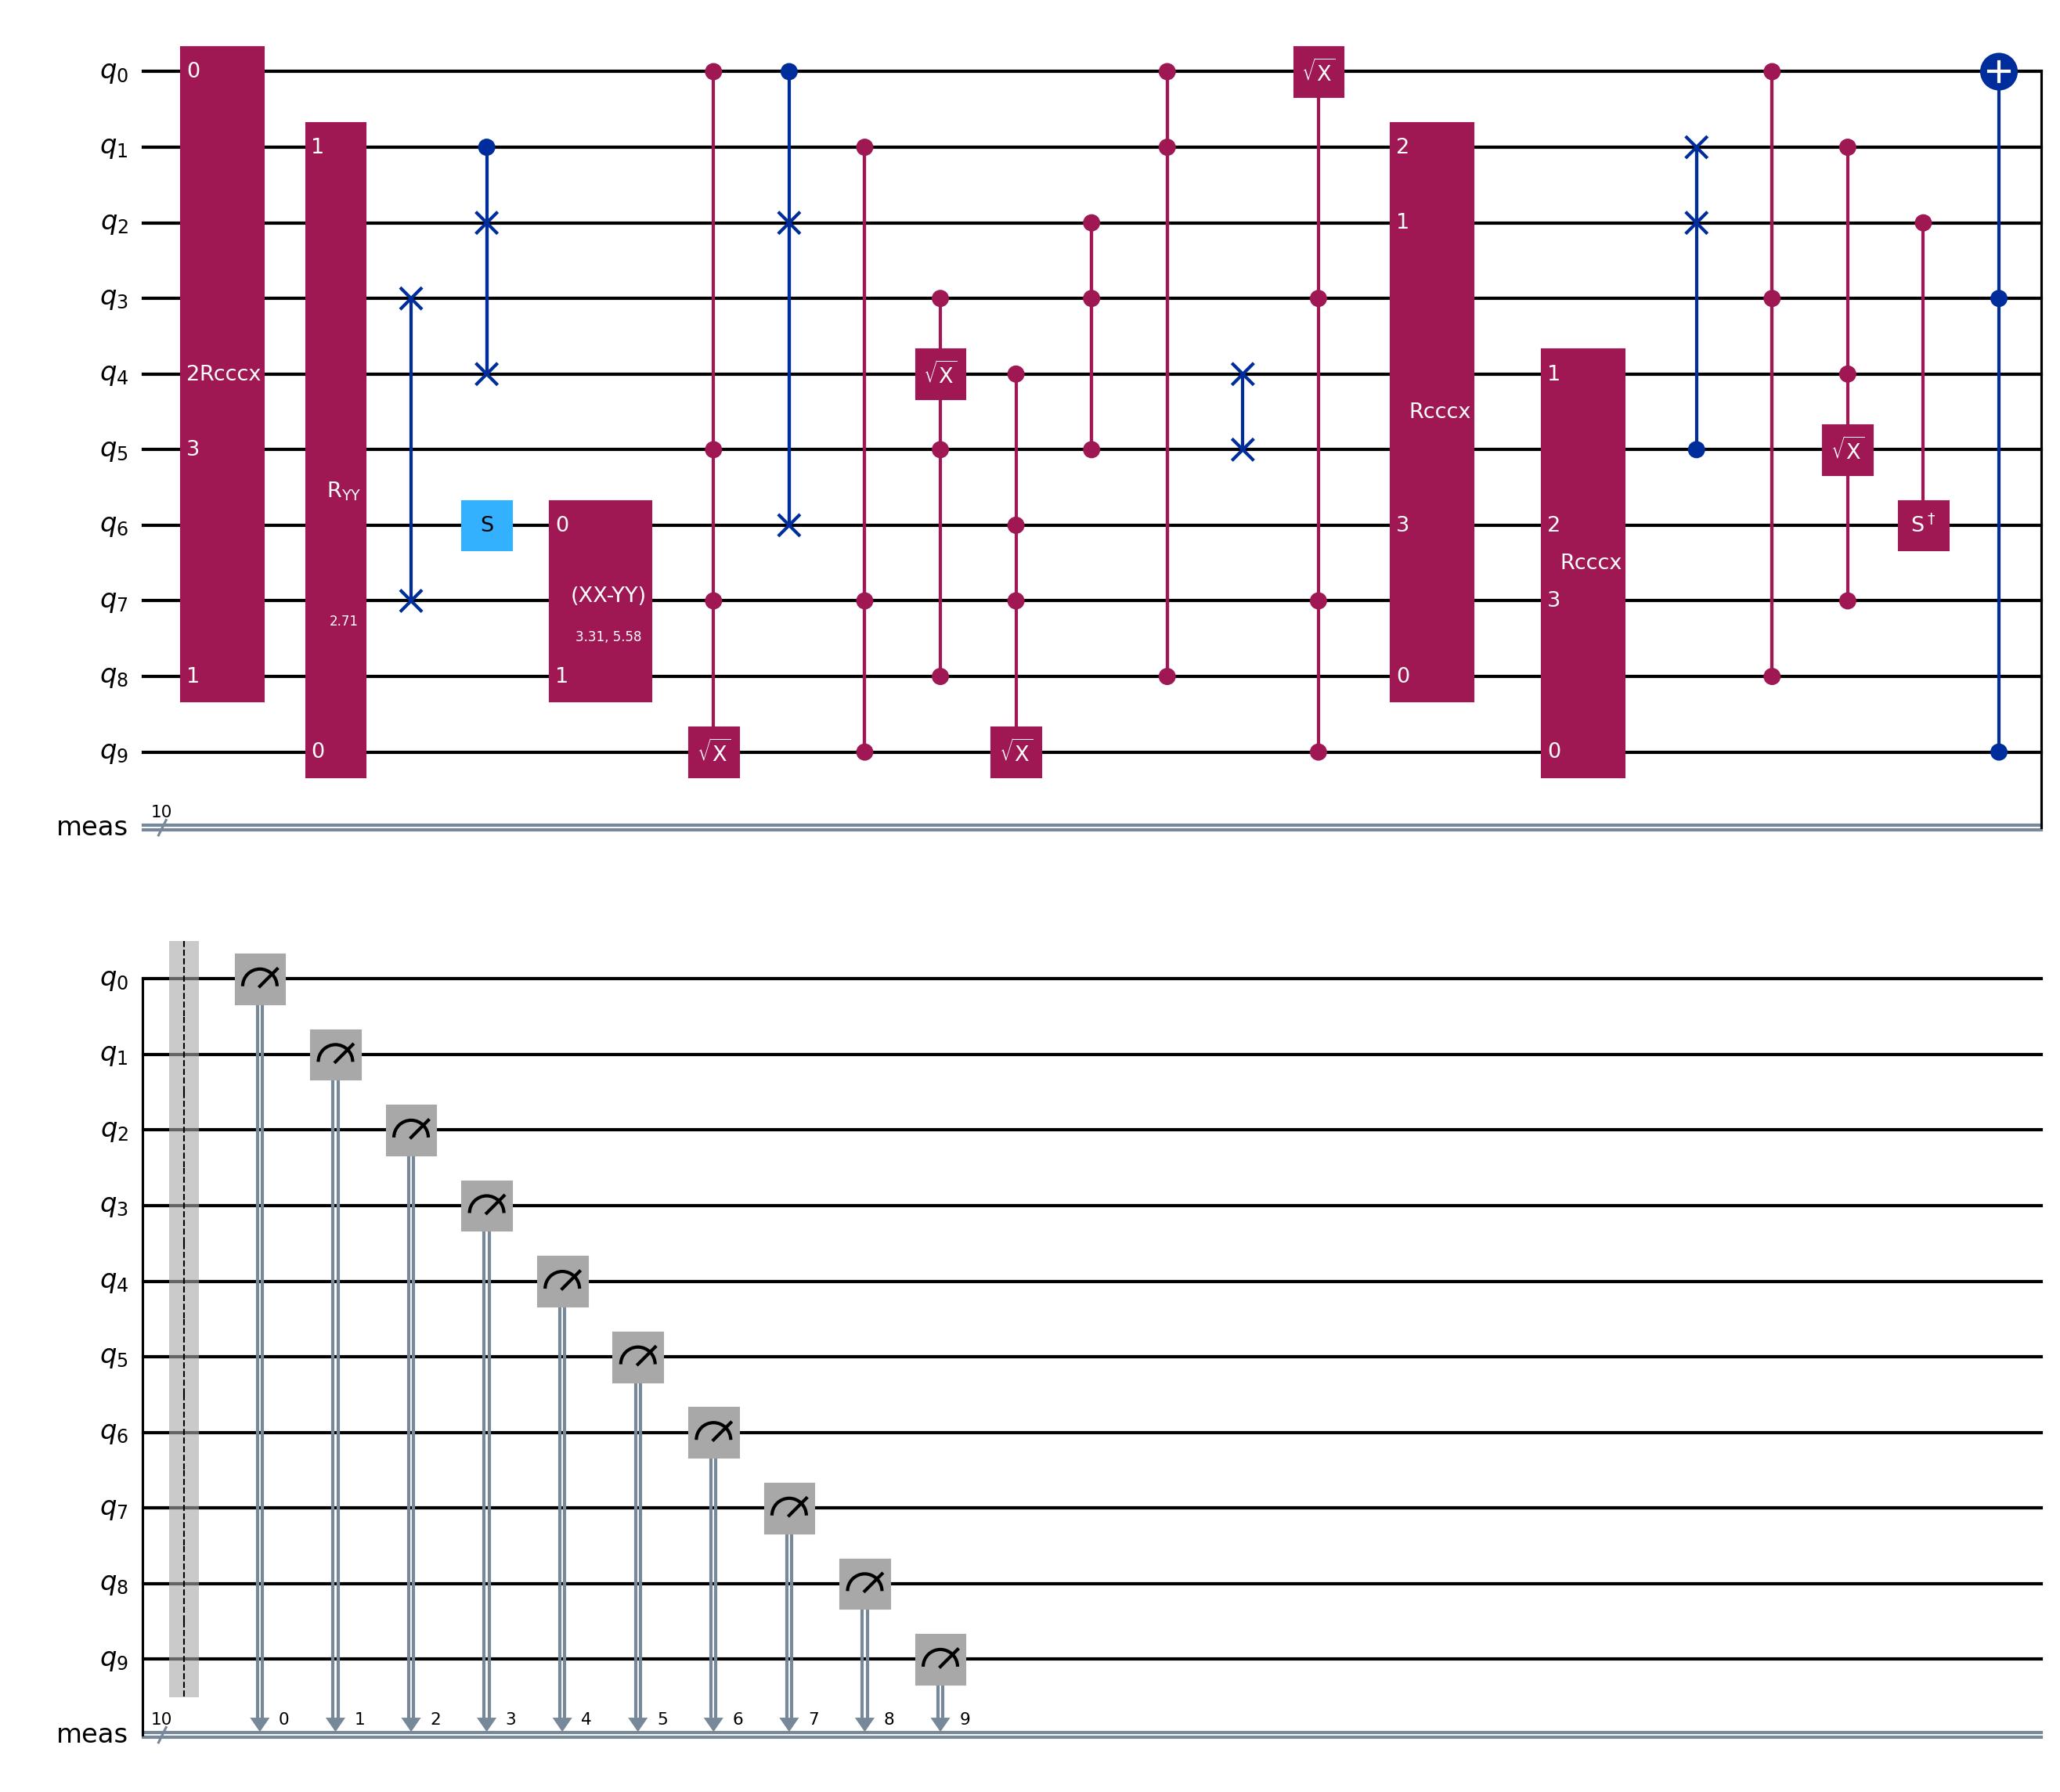 q0 0 √X
q1 1 2
q2 1
q3
q4 2Rcccx √X 1
q5 3 Rcccx √X
RYY
q6 S 0 3 2 S†
Rcccx
q7 (XX-YY) 3
2.71 3.31, 5.58
q8 1 1 0
q9 0 √X √X 0
10
meas
q0
q1
q2
q3
q4
q5
q6
q7
q8
q9
10 0 1 2 3 4 5 6 7 8 9
meas